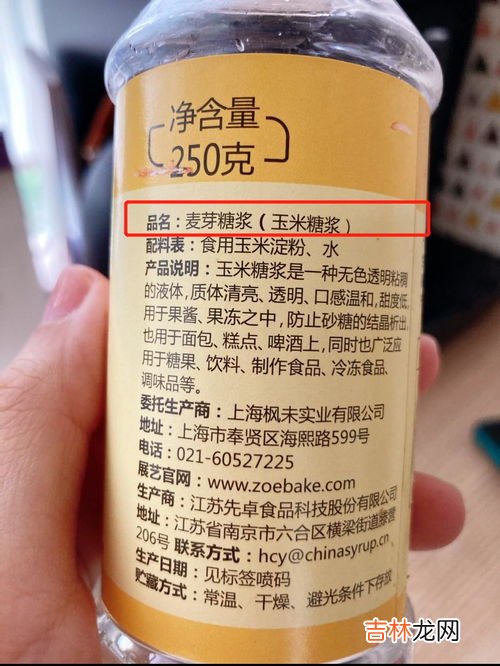 净含量
250克
品名：麦芽糖浆（玉米糖浆）
配料表：食用玉米淀粉、水
产品说明：玉米糖浆是一种无色透明粘稠
的液体，质体清亮、透明、口感温和，甜度低，
用于果酱、果冻之中，防止砂糖的结晶析出，
也用于面包、糕点、啤酒上，同时也广泛应
用于糖果、饮料、制作食品、冷冻食品、
调味品等。
委托生产商：上海枫未实业有限公司
地址：上海市奉贤区海熙路599号
电话：021-60527225
展艺官网：www.zoebake.com
生产商：江苏先卓食品科技股份有限公司
地址：江苏省南京市六合区横梁街道滕营
206号 联系方式：hcy@chinasyrup.cn
生产日期：见标签喷码
贮藏方式：常温、干燥、避光条件下存放
吉林龙网